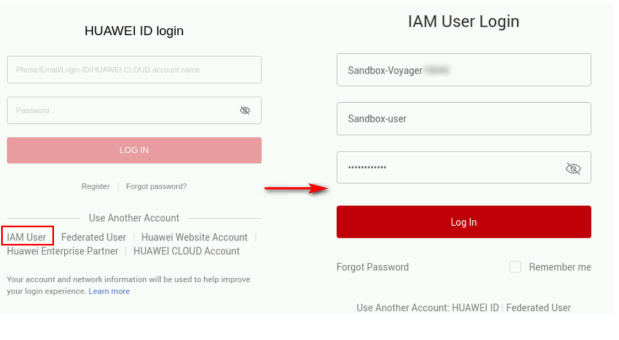 HUAWEI ID login
Phone/Email/Login ID/HUAWEI CLOUD account name
Password
LOG IN
Register | Forgot password?
Use Another Account
IAM User | Federated User | Huawei Website Account |
Huawei Enterprise Partner | HUAWEI CLOUD Account
Your account and network information will be used to help improve
your login experience. Learn more
IAM User Login
Sandbox-Voyager
Sandbox-user
••••••••••••
Log In
Forgot Password
Remember me
Use Another Account: HUAWEI ID | Federated User